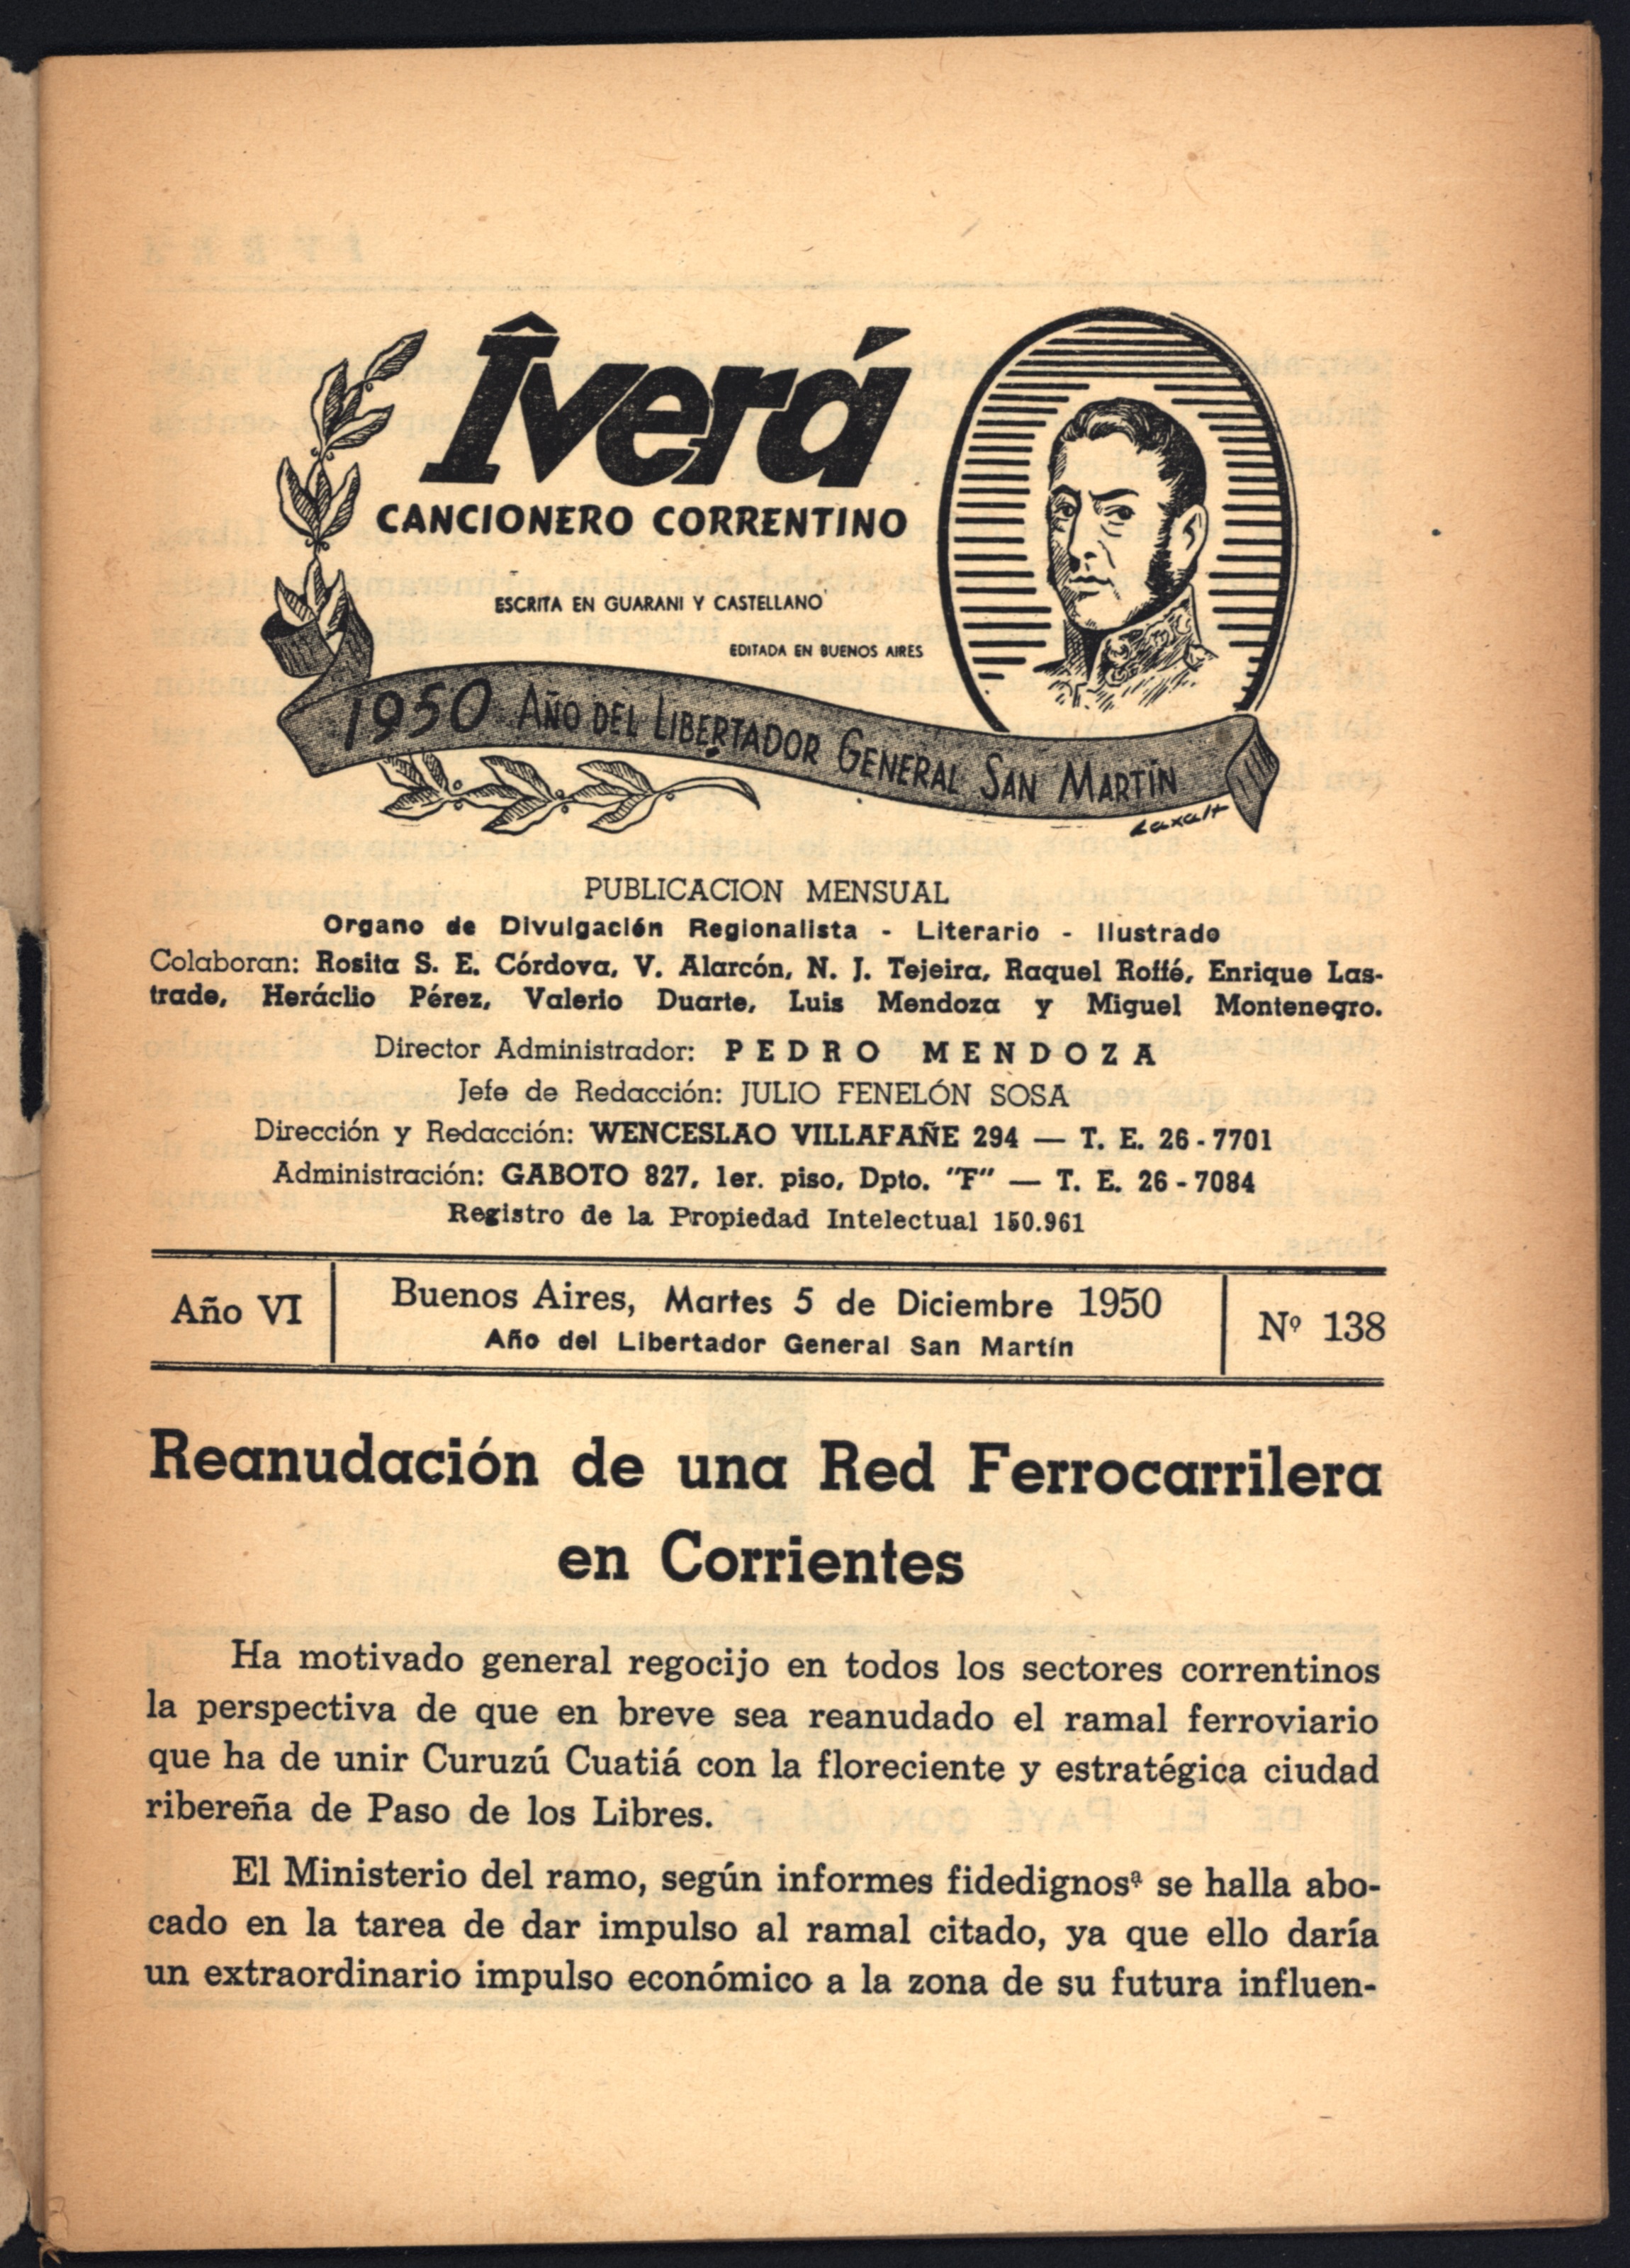 Îverá
CANCIONERO CORRENTINO
ESCRITA EN GUARANI Y CASTELLANO
EDITADA EN BUENOS AIRES
1950 AÑO DEL LIBERTADOR GENERAL SAN MARTÍN
Laxalt
PUBLICACION MENSUAL
Organo de Divulgación Regionalista - Literario - Ilustrado
Colaboran: Rosita S. E. Córdova, V. Alarcón, N. J. Tejeira, Raquel Roffé, Enrique Las-
trade, Heráclio Pérez, Valerio Duarte, Luis Mendoza y Miguel Montenegro.
Director Administrador: PEDRO MENDOZA
Jefe de Redacción: JULIO FENELÓN SOSA
Dirección y Redacción: WENCESLAO VILLAFAÑE 294 — T. E. 26-7701
Administración: GABOTO 827, 1er. piso, Dpto. "F" — T. E. 26-7084
Registro de la Propiedad Intelectual 150.961
Año VI
Buenos Aires, Martes 5 de Diciembre 1950
Año del Libertador General San Martín
Nº 138
Reanudación de una Red Ferrocarrilera
en Corrientes
Ha motivado general regocijo en todos los sectores correntinos
la perspectiva de que en breve sea reanudado el ramal ferroviario
que ha de unir Curuzú Cuatiá con la floreciente y estratégica ciudad
ribereña de Paso de los Libres.
El Ministerio del ramo, según informes fidedignosª se halla abo-
cado en la tarea de dar impulso al ramal citado, ya que ello daría
un extraordinario impulso económico a la zona de su futura influen-